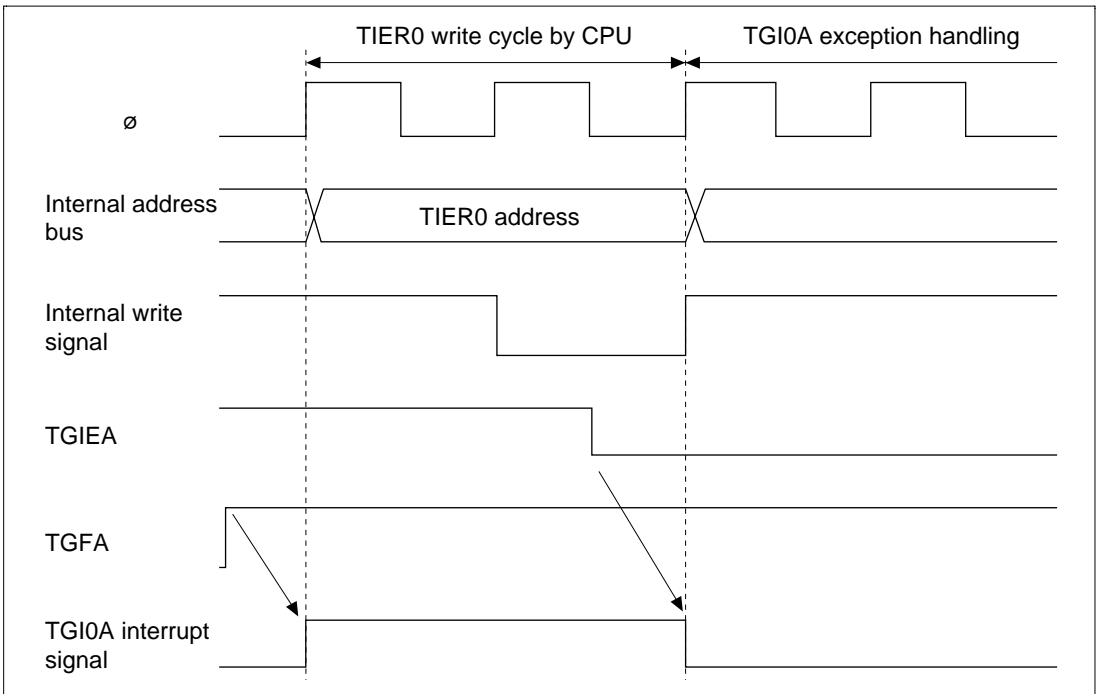 TIER0 write cycle by CPU
TGI0A exception handling
ø
Internal address
bus
TIER0 address
Internal write
signal
TGIEA
TGFA
TGI0A interrupt
signal